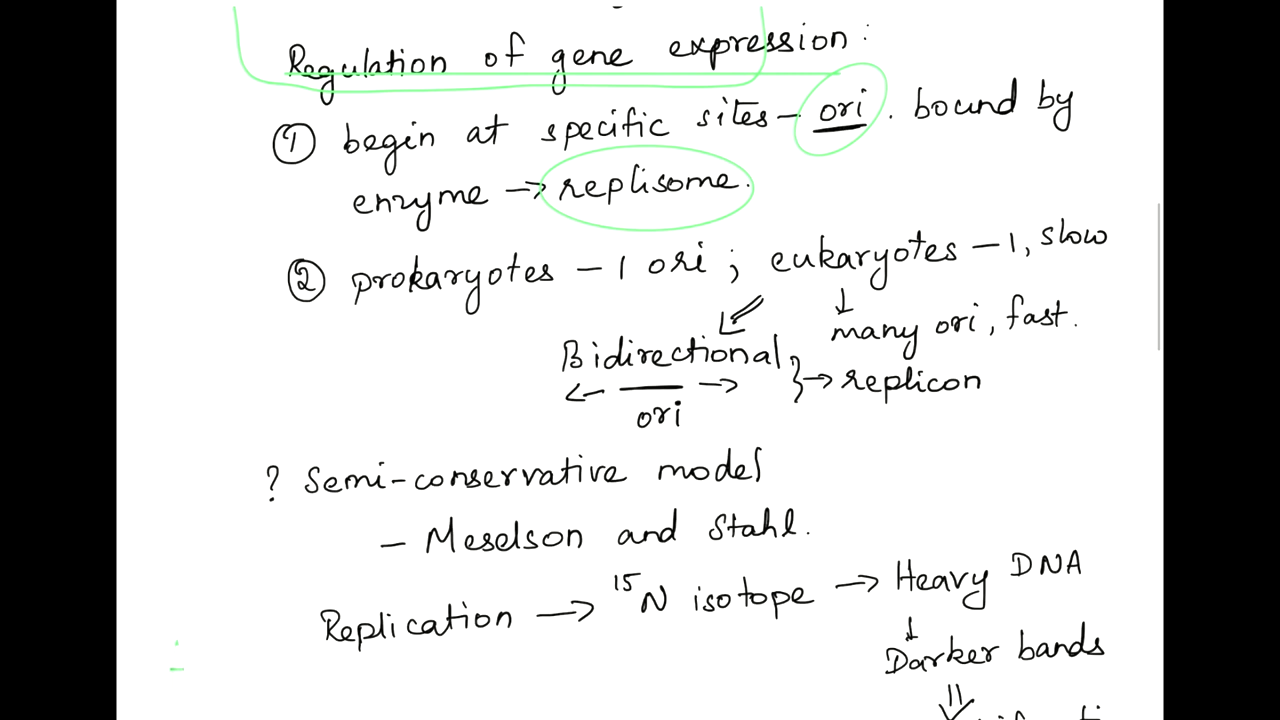 Regulation of gene expression:
① begin at specific sites – ori. bound by
enzyme → replisome.
② prokaryotes – 1 ori ; eukaryotes – 1, slow
↓
many ori, fast.
Bidirectional
← → } → replicon
ori
? Semi-conservative model
– Meselson and Stahl.
Replication → ¹⁵N isotope → Heavy DNA
↓
Darker bands
⇓